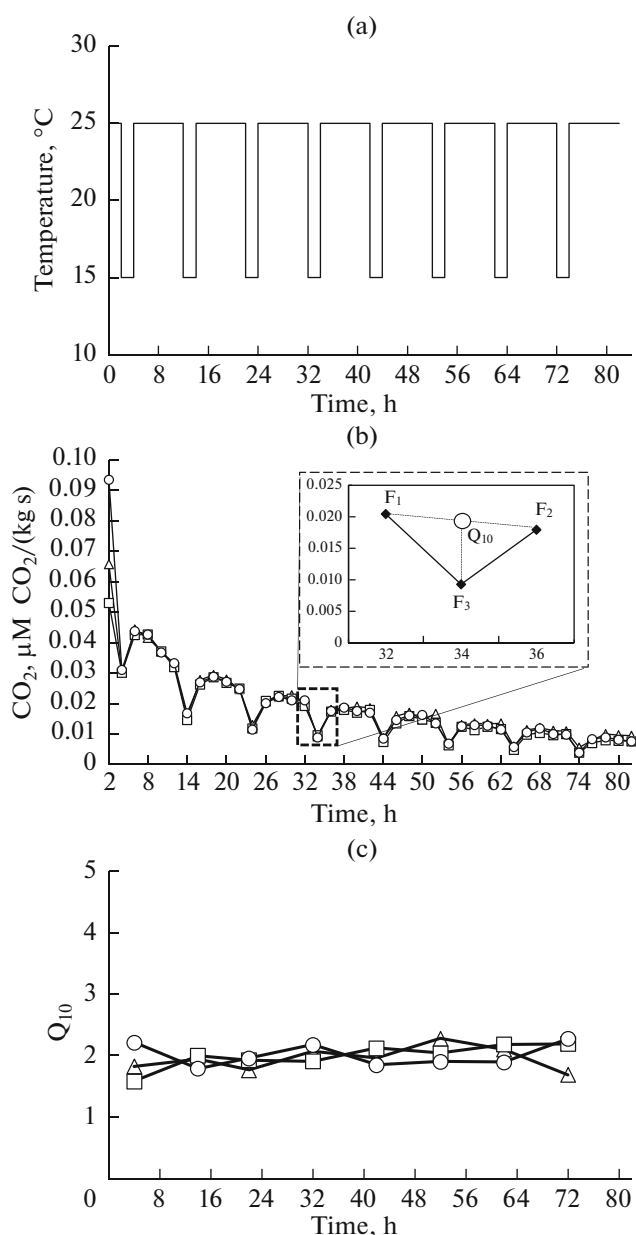 (a)
30
25
20
15
10
Temperature, °C
0 8 16 24 32 40 48 56 64 72 80
Time, h
(b)
0.10
0.09
0.08
0.07
0.06
0.05
0.04
0.03
0.02
0.01
0
CO₂, μM CO₂/(kg s)
0.025
0.020
0.015
0.010
0.005
0
F₁
F₂
Q₁₀
F₃
32 34 36
2 8 14 20 26 32 38 44 50 56 62 68 74 80
Time, h
(c)
5
4
3
2
1
Q₁₀
0 8 16 24 32 40 48 56 64 72 80
Time, h